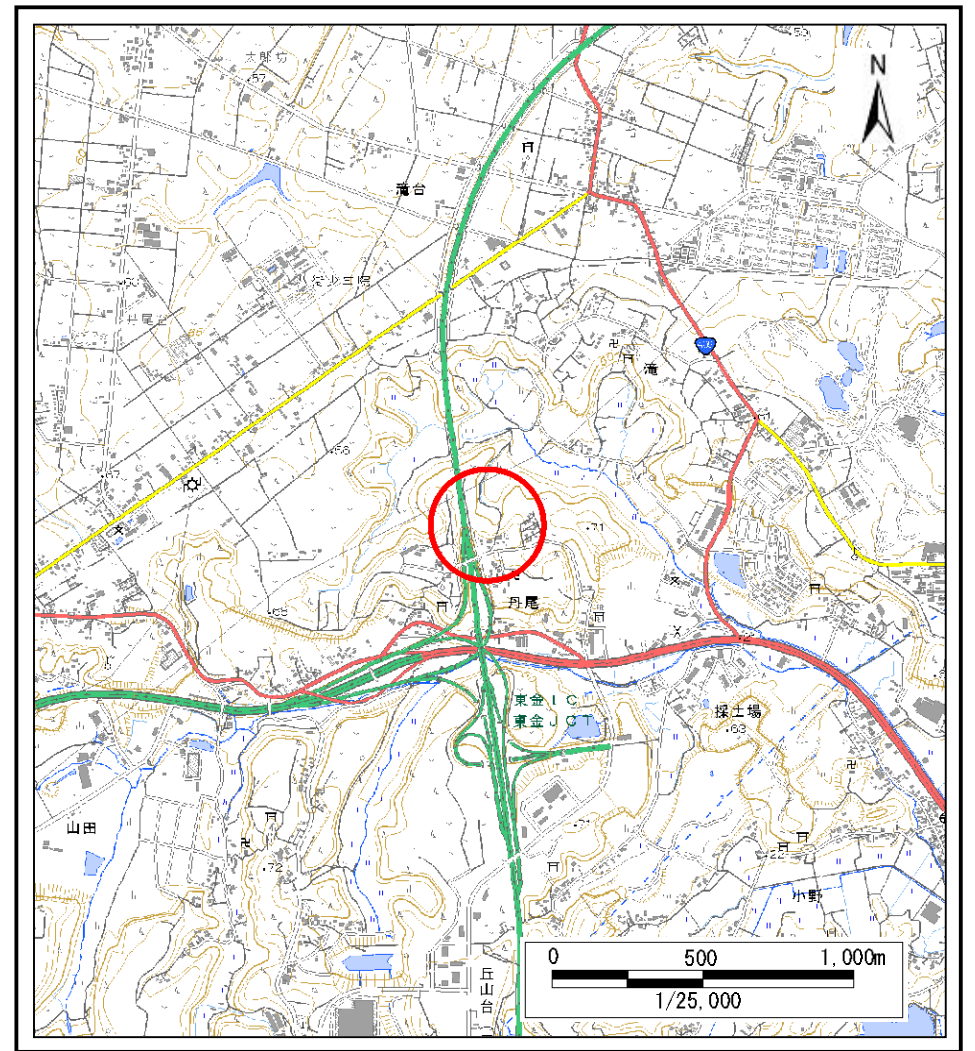 太郎坊
.57
N
滝台
滝
.56
.71
.69
丹尾
東金IC
東金JCT
採土場
.63
山田
.72
小野
丘山台
0 500 1,000m
1/25,000